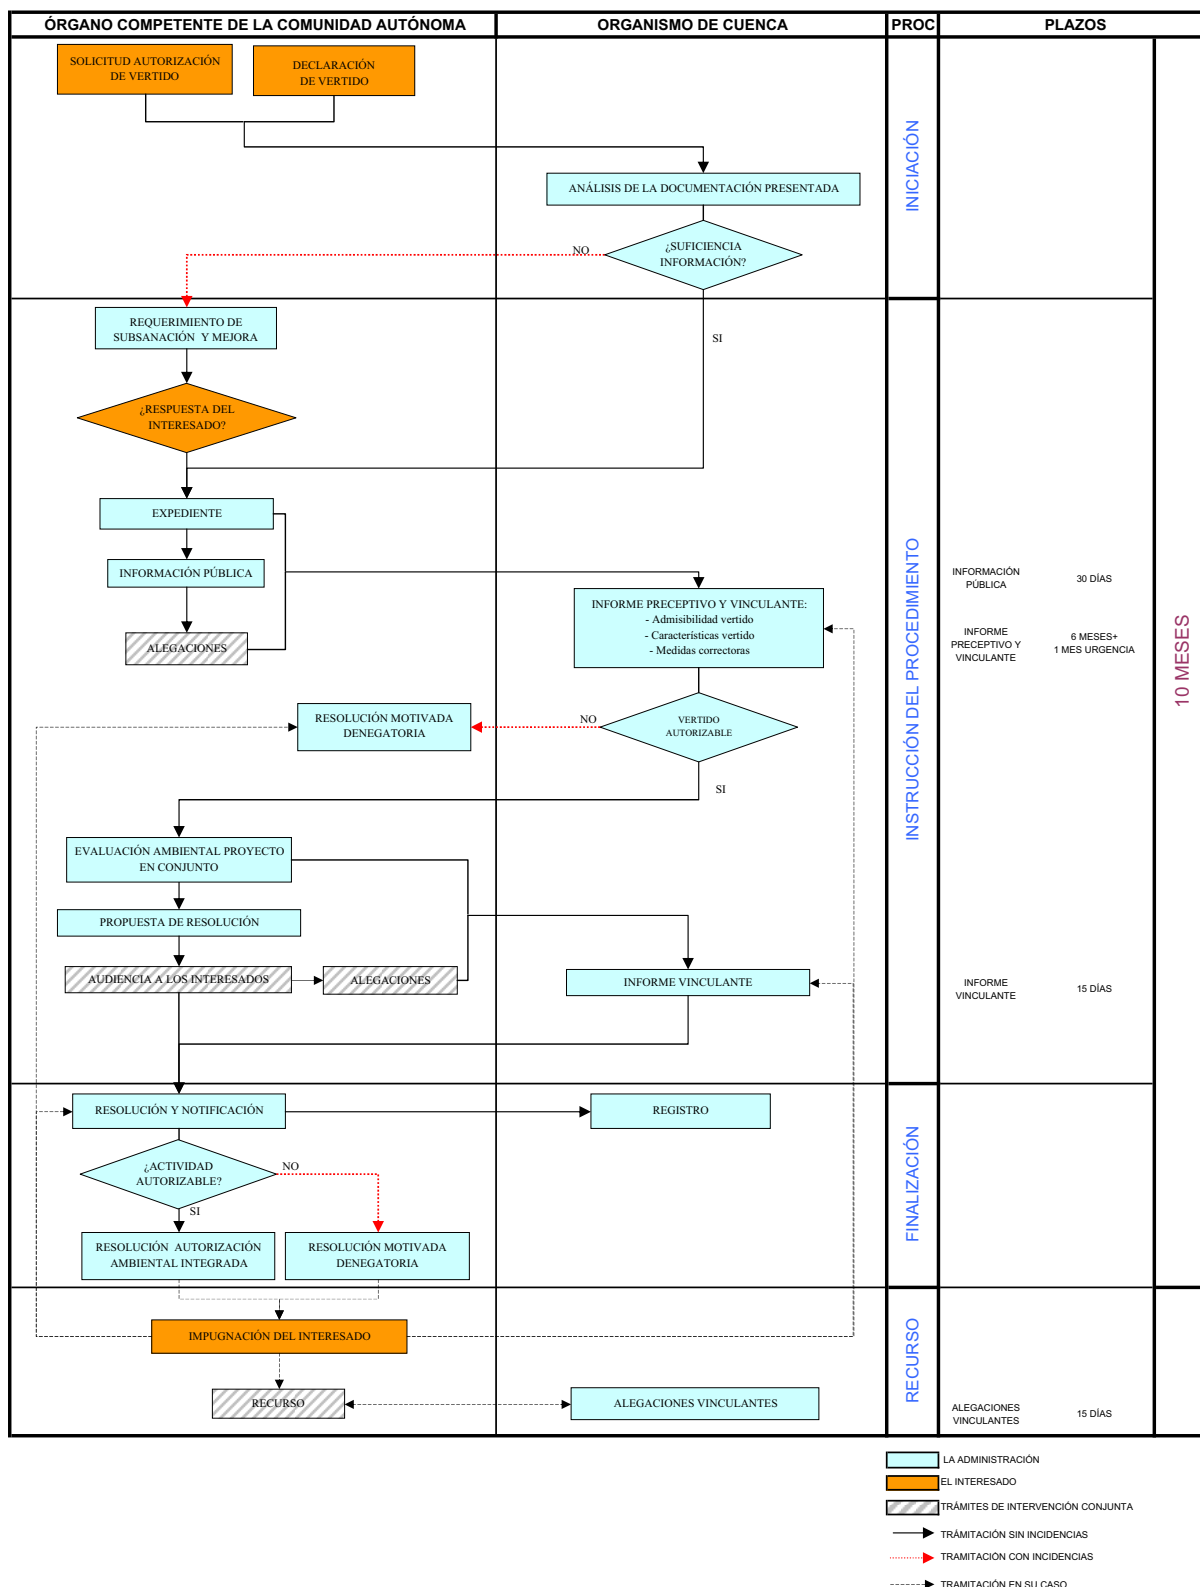 ÓRGANO COMPETENTE DE LA COMUNIDAD AUTÓNOMA
ORGANISMO DE CUENCA
PROC
PLAZOS
SOLICITUD AUTORIZACIÓN
DE VERTIDO
DECLARACIÓN
DE VERTIDO
INICIACIÓN
ANÁLISIS DE LA DOCUMENTACIÓN PRESENTADA
¿SUFICIENCIA
INFORMACIÓN?
NO
REQUERIMIENTO DE
SUBSANACIÓN Y MEJORA
SI
¿RESPUESTA DEL
INTERESADO?
EXPEDIENTE
INFORMACIÓN PÚBLICA
ALEGACIONES
INFORME PRECEPTIVO Y VINCULANTE:
- Admisibilidad vertido
- Características vertido
- Medidas correctoras
INSTRUCCIÓN DEL PROCEDIMIENTO
INFORMACIÓN
PÚBLICA
30 DÍAS
INFORME
PRECEPTIVO Y
VINCULANTE
6 MESES+
1 MES URGENCIA
10 MESES
RESOLUCIÓN MOTIVADA
DENEGATORIA
NO
VERTIDO
AUTORIZABLE
SI
EVALUACIÓN AMBIENTAL PROYECTO
EN CONJUNTO
PROPUESTA DE RESOLUCIÓN
AUDIENCIA A LOS INTERESADOS
ALEGACIONES
INFORME VINCULANTE
INFORME
VINCULANTE
15 DÍAS
RESOLUCIÓN Y NOTIFICACIÓN
REGISTRO
FINALIZACIÓN
¿ACTIVIDAD
AUTORIZABLE?
NO
SI
RESOLUCIÓN AUTORIZACIÓN
AMBIENTAL INTEGRADA
RESOLUCIÓN MOTIVADA
DENEGATORIA
IMPUGNACIÓN DEL INTERESADO
RECURSO
RECURSO
ALEGACIONES VINCULANTES
ALEGACIONES
VINCULANTES
15 DÍAS
LA ADMINISTRACIÓN
EL INTERESADO
TRÁMITES DE INTERVENCIÓN CONJUNTA
TRÁMITACIÓN SIN INCIDENCIAS
TRAMITACIÓN CON INCIDENCIAS
TRAMITACIÓN EN SU CASO